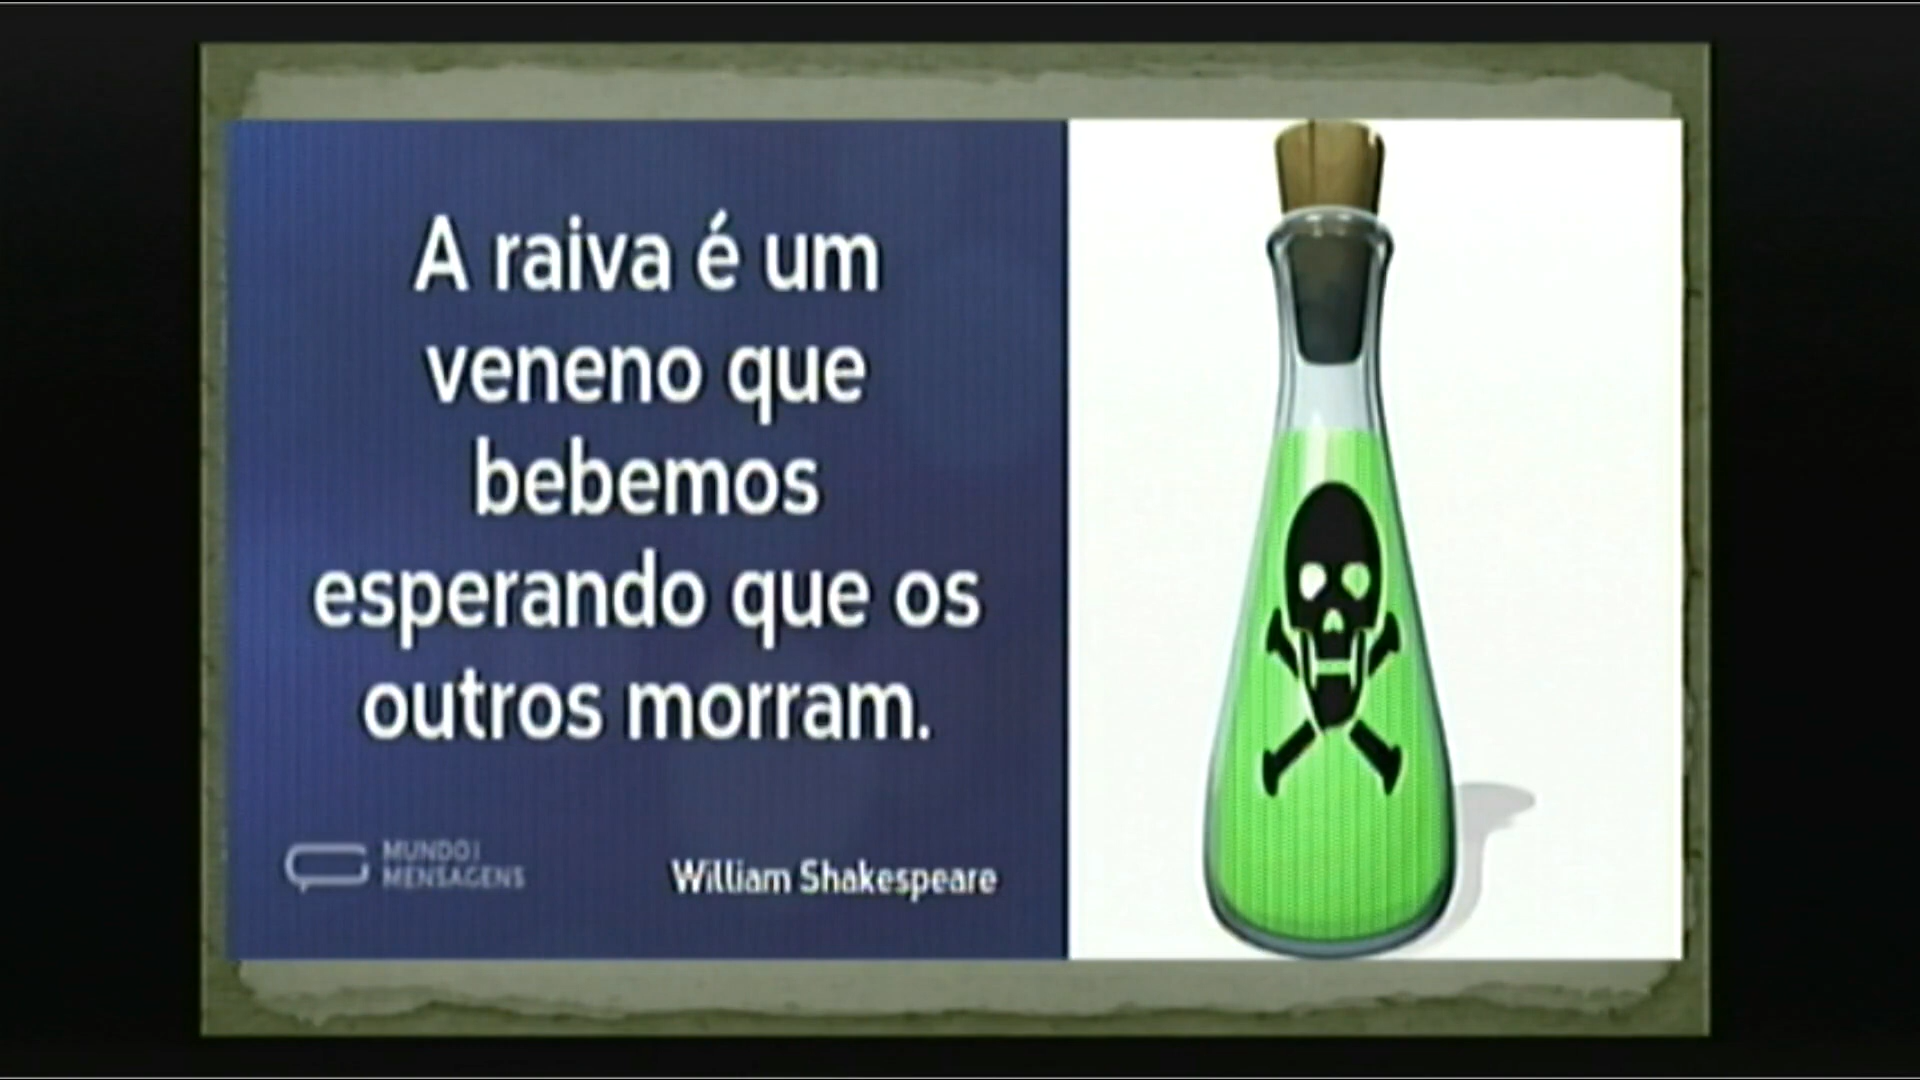 A raiva é um
veneno que
bebemos
esperando que os
outros morram.
MUNDO
MENSAGENS
William Shakespeare